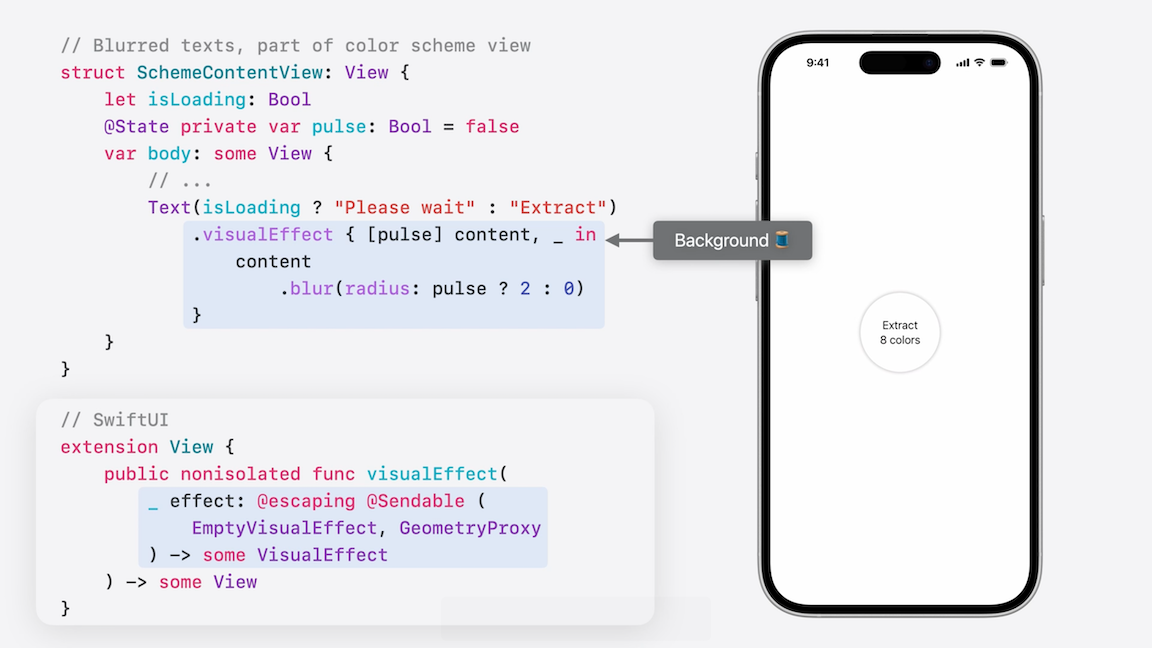 // Blurred texts, part of color scheme view
struct SchemeContentView: View {
    let isLoading: Bool
    @State private var pulse: Bool = false
    var body: some View {
        // ...
        Text(isLoading ? "Please wait" : "Extract")
            .visualEffect { [pulse] content, _ in
                content
                    .blur(radius: pulse ? 2 : 0)
            }
    }
}
Background 🧵
// SwiftUI
extension View {
    public nonisolated func visualEffect(
        _ effect: @escaping @Sendable (
            EmptyVisualEffect, GeometryProxy
        ) -> some VisualEffect
    ) -> some View
}
9:41
Extract
8 colors